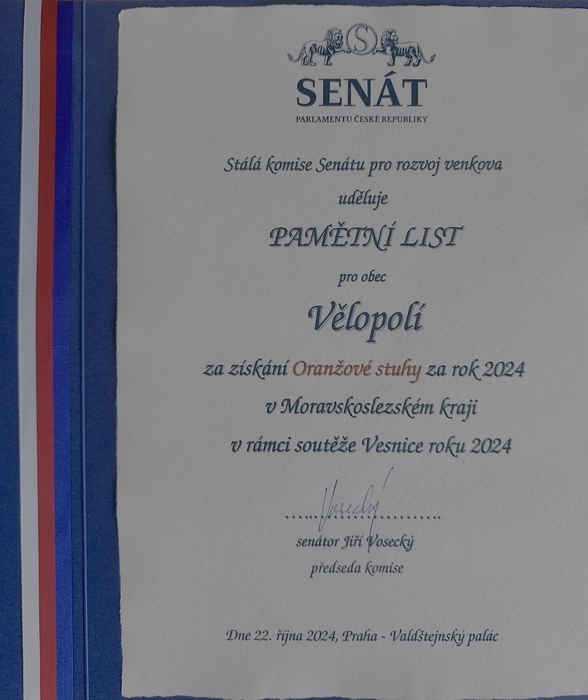 S
SENÁT
PARLAMENTU ČESKÉ REPUBLIKY
Stálá komise Senátu pro rozvoj venkova
uděluje
PAMĚTNÍ LIST
pro obec
Vělopolí
za získání Oranžové stuhy za rok 2024
v Moravskoslezském kraji
v rámci soutěže Vesnice roku 2024
Vosecký
........................
senátor Jiří Vosecký
předseda komise
Dne 22. října 2024, Praha - Valdštejnský palác